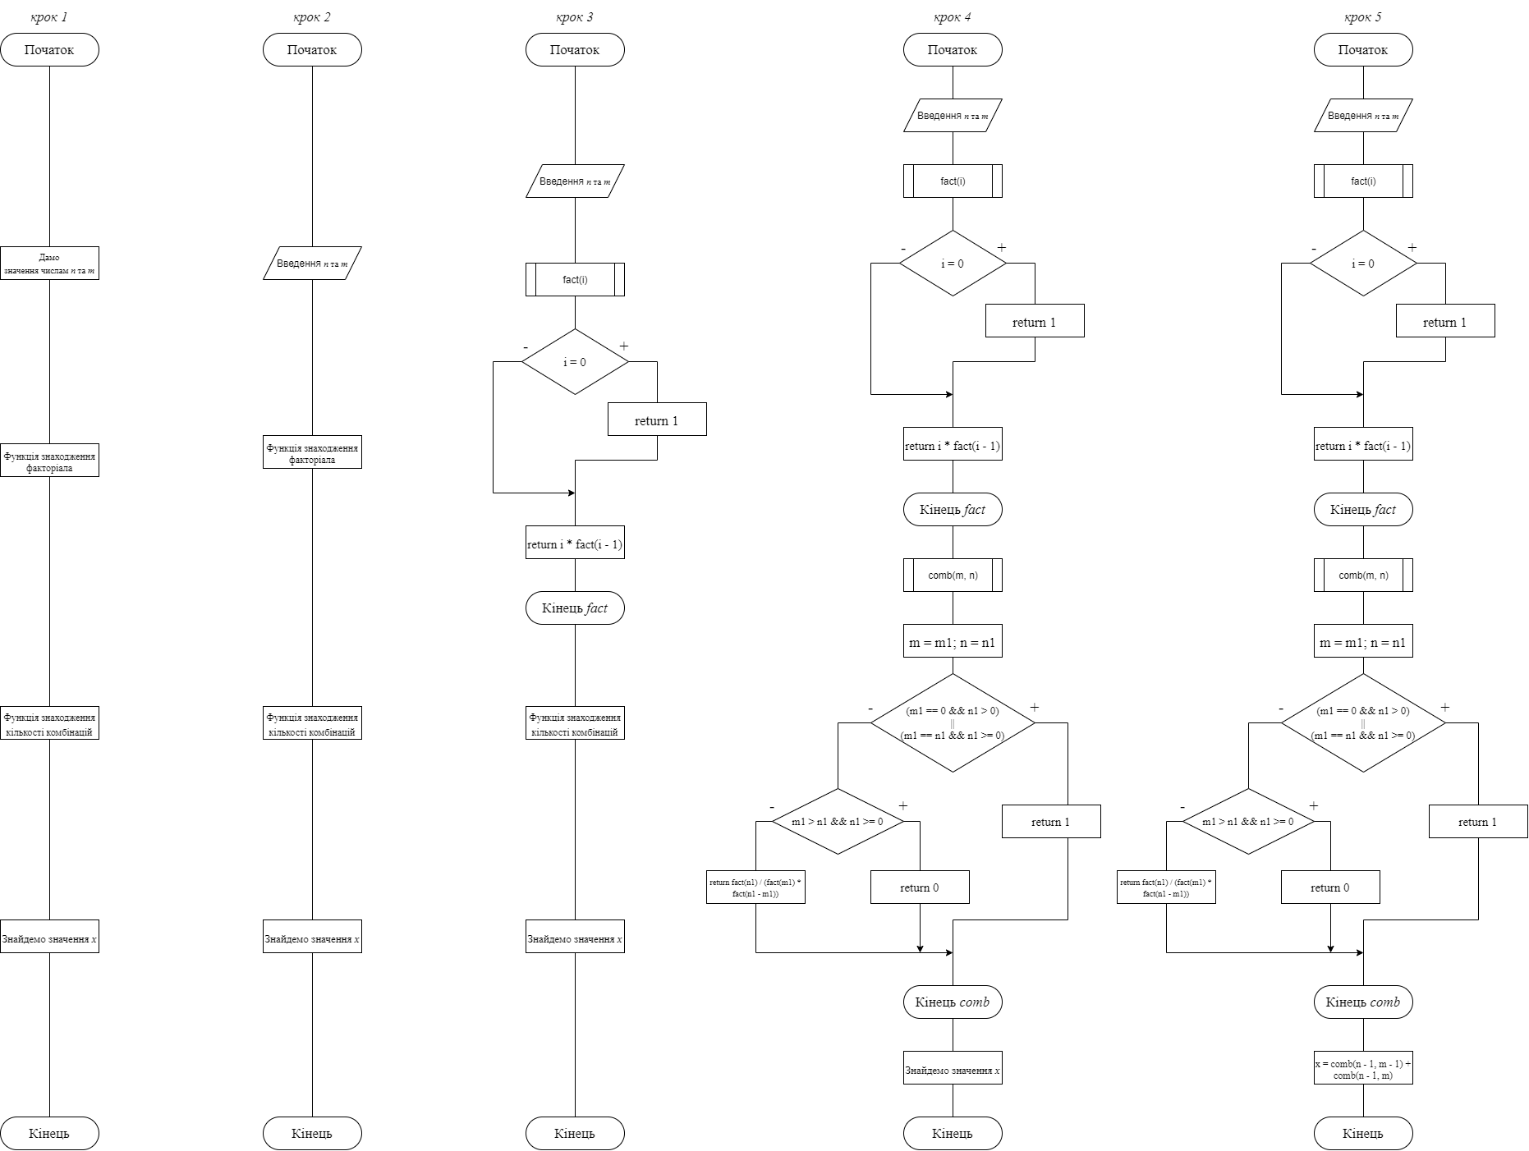 крок 1
Початок
Дамо
значення числам n та m
Функція знаходження
факторіала
Функція знаходження
кількості комбінацій
Знайдемо значення x
Кінець
крок 2
Початок
Введення n та m
Функція знаходження
факторіала
Функція знаходження
кількості комбінацій
Знайдемо значення x
Кінець
крок 3
Початок
Введення n та m
fact(i)
-
+
i = 0
return 1
return i * fact(i - 1)
Кінець fact
Функція знаходження
кількості комбінацій
Знайдемо значення x
Кінець
крок 4
Початок
Введення n та m
fact(i)
-
+
i = 0
return 1
return i * fact(i - 1)
Кінець fact
comb(m, n)
m = m1; n = n1
-
+
(m1 == 0 && n1 > 0)
||
(m1 == n1 && n1 >= 0)
-
+
m1 > n1 && n1 >= 0
return 1
return fact(n1) / (fact(m1) *
fact(n1 - m1))
return 0
Кінець comb
Знайдемо значення x
Кінець
крок 5
Початок
Введення n та m
fact(i)
-
+
i = 0
return 1
return i * fact(i - 1)
Кінець fact
comb(m, n)
m = m1; n = n1
-
+
(m1 == 0 && n1 > 0)
||
(m1 == n1 && n1 >= 0)
-
+
m1 > n1 && n1 >= 0
return 1
return fact(n1) / (fact(m1) *
fact(n1 - m1))
return 0
Кінець comb
x = comb(n - 1, m - 1) +
comb(n - 1, m)
Кінець